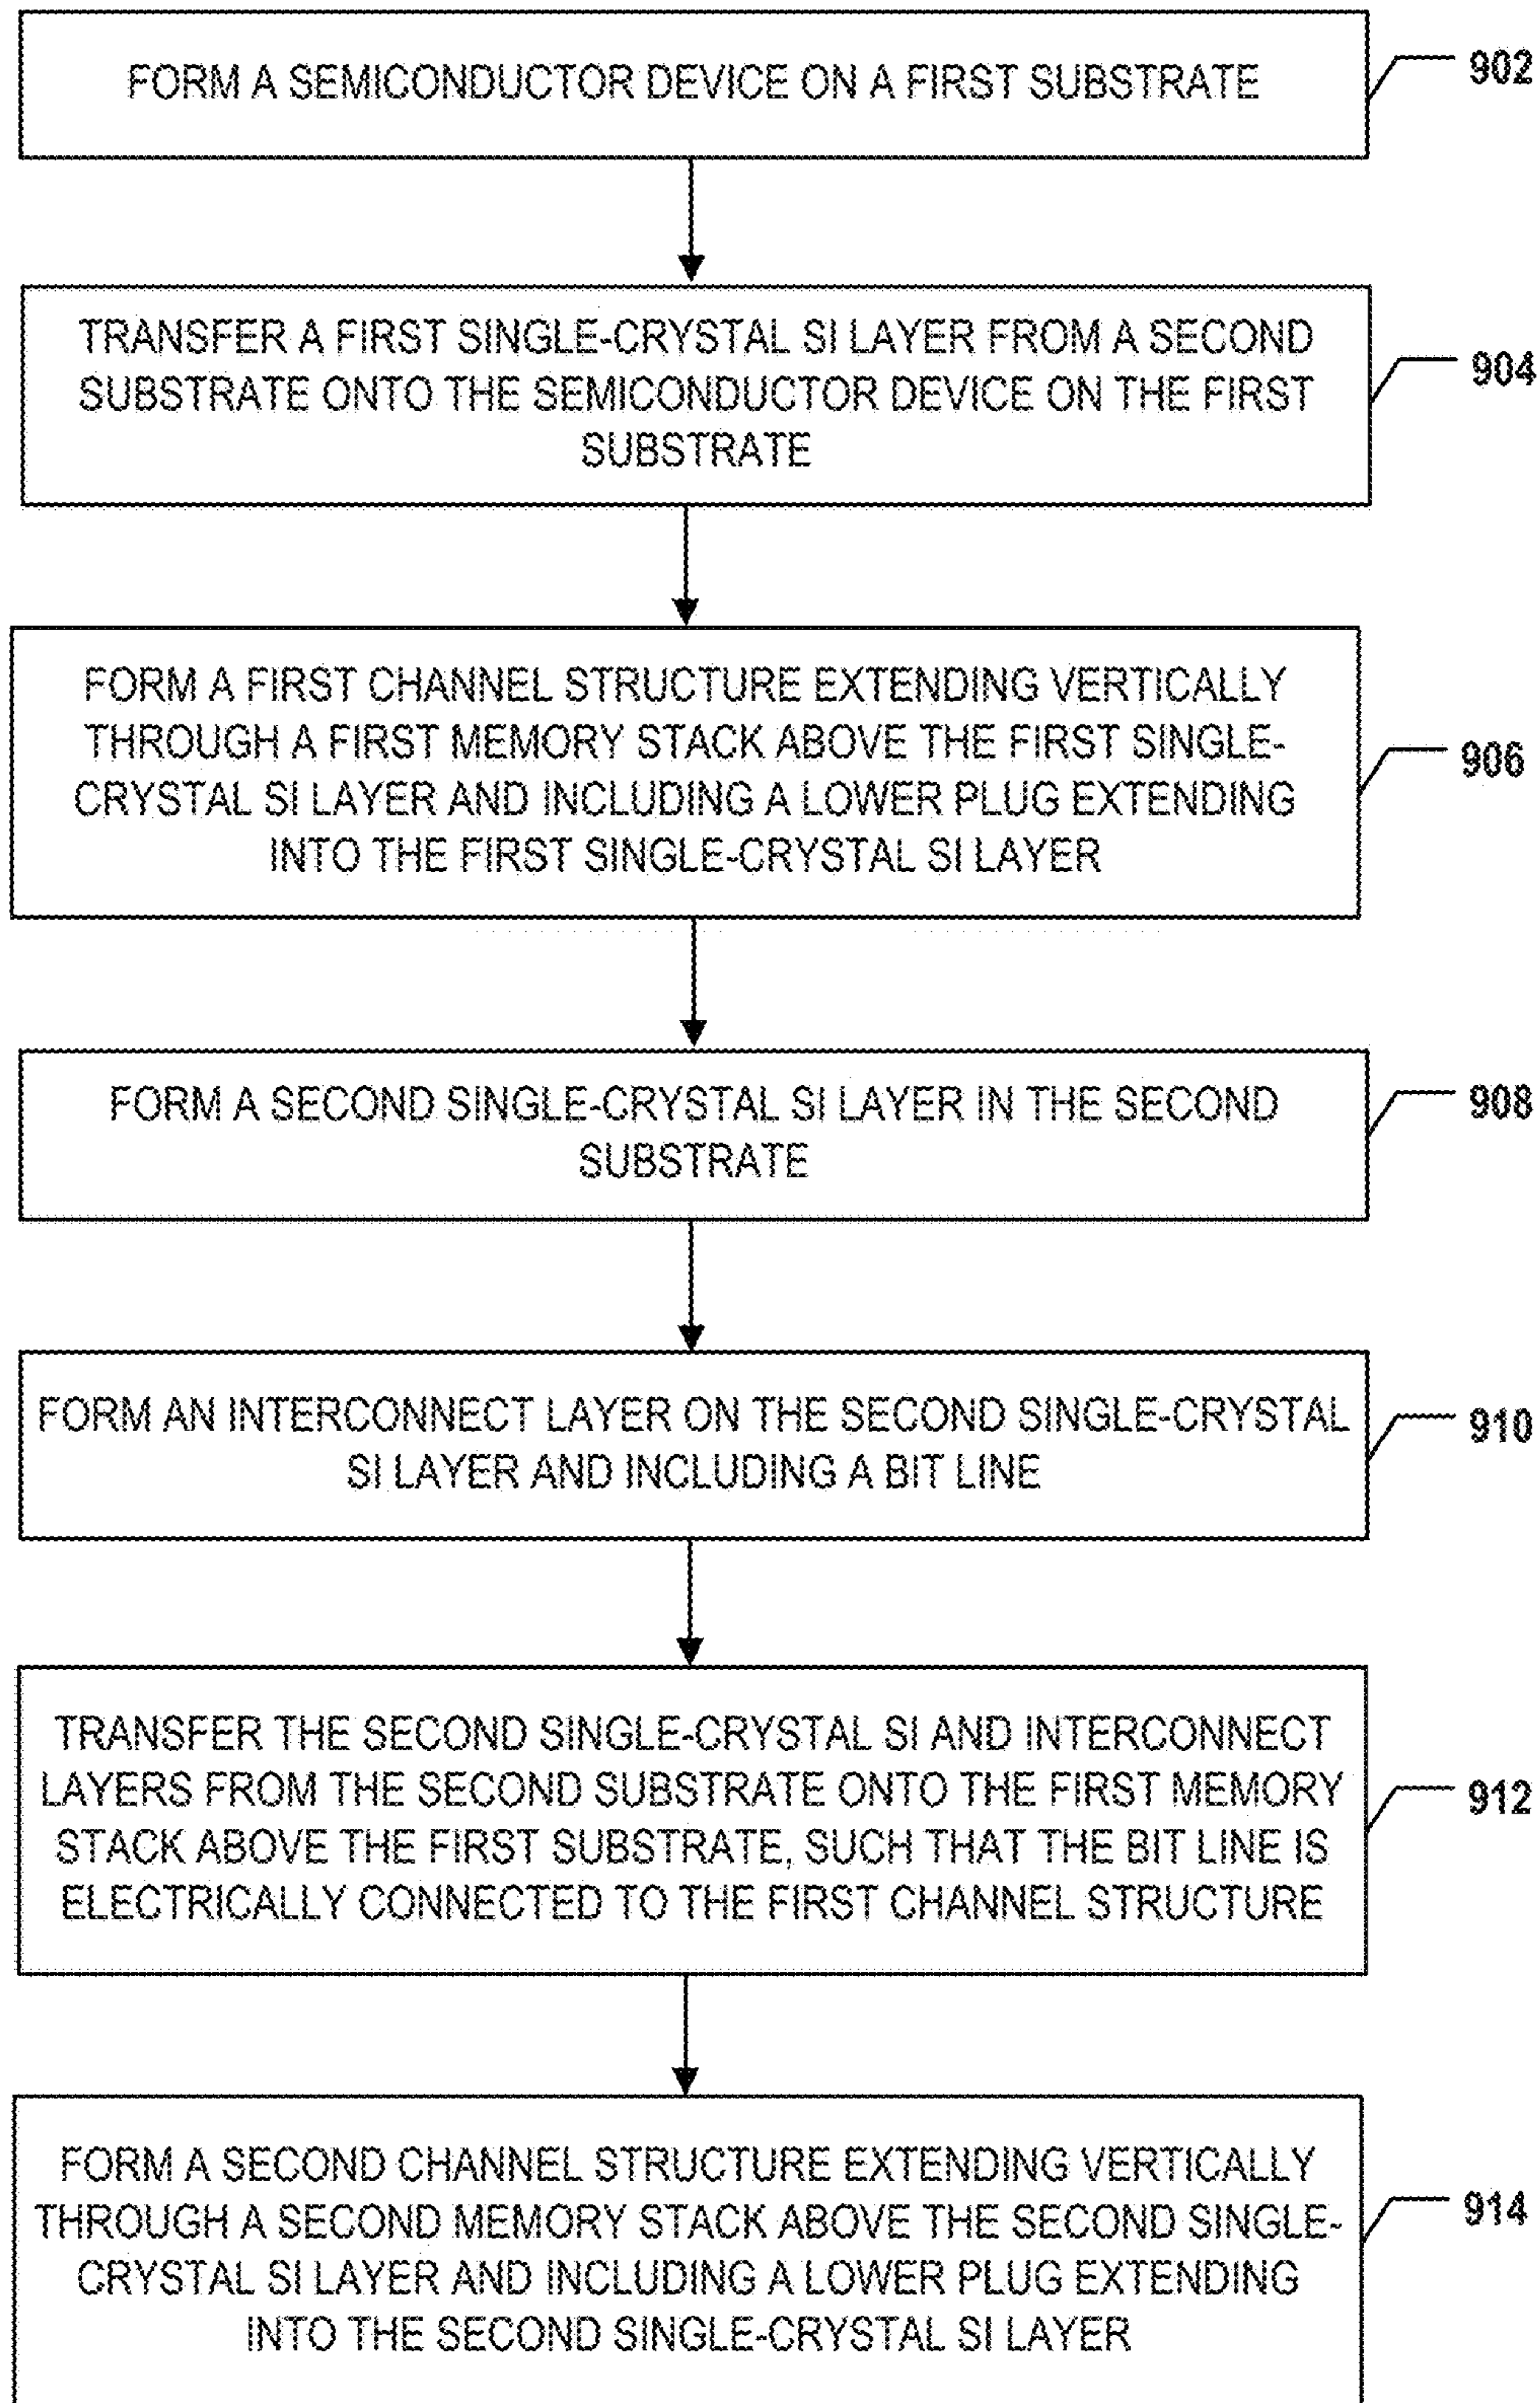 FORM A SEMICONDUCTOR DEVICE ON A FIRST SUBSTRATE
902
TRANSFER A FIRST SINGLE-CRYSTAL SI LAYER FROM A SECOND
SUBSTRATE ONTO THE SEMICONDUCTOR DEVICE ON THE FIRST
SUBSTRATE
904
FORM A FIRST CHANNEL STRUCTURE EXTENDING VERTICALLY
THROUGH A FIRST MEMORY STACK ABOVE THE FIRST SINGLE-
CRYSTAL SI LAYER AND INCLUDING A LOWER PLUG EXTENDING
INTO THE FIRST SINGLE-CRYSTAL SI LAYER
906
FORM A SECOND SINGLE-CRYSTAL SI LAYER IN THE SECOND
SUBSTRATE
908
FORM AN INTERCONNECT LAYER ON THE SECOND SINGLE-CRYSTAL
SI LAYER AND INCLUDING A BIT LINE
910
TRANSFER THE SECOND SINGLE-CRYSTAL SI AND INTERCONNECT
LAYERS FROM THE SECOND SUBSTRATE ONTO THE FIRST MEMORY
STACK ABOVE THE FIRST SUBSTRATE, SUCH THAT THE BIT LINE IS
ELECTRICALLY CONNECTED TO THE FIRST CHANNEL STRUCTURE
912
FORM A SECOND CHANNEL STRUCTURE EXTENDING VERTICALLY
THROUGH A SECOND MEMORY STACK ABOVE THE SECOND SINGLE-
CRYSTAL SI LAYER AND INCLUDING A LOWER PLUG EXTENDING
INTO THE SECOND SINGLE-CRYSTAL SI LAYER
914